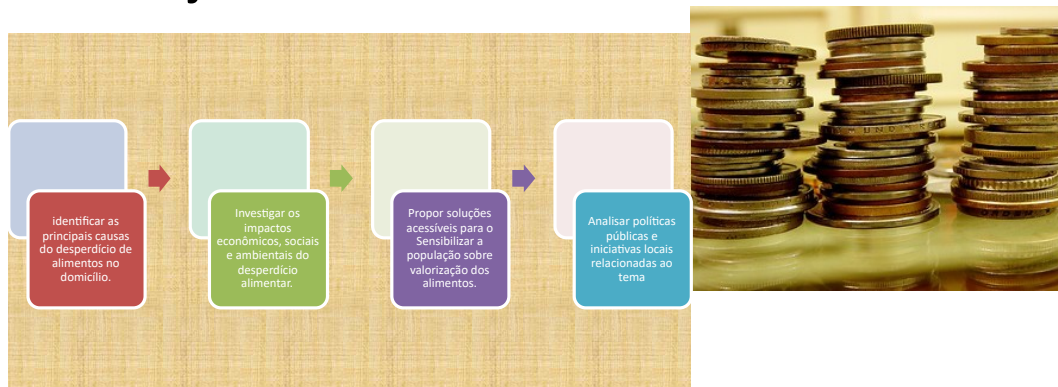 identificar as
principais causas
do desperdício de
alimentos no
domicílio.
Investigar os
impactos
econômicos, sociais
e ambientais do
desperdício
alimentar.
Propor soluções
acessíveis para o
Sensibilizar a
população sobre
valorização dos
alimentos.
Analisar políticas
públicas e
iniciativas locais
relacionadas ao
tema